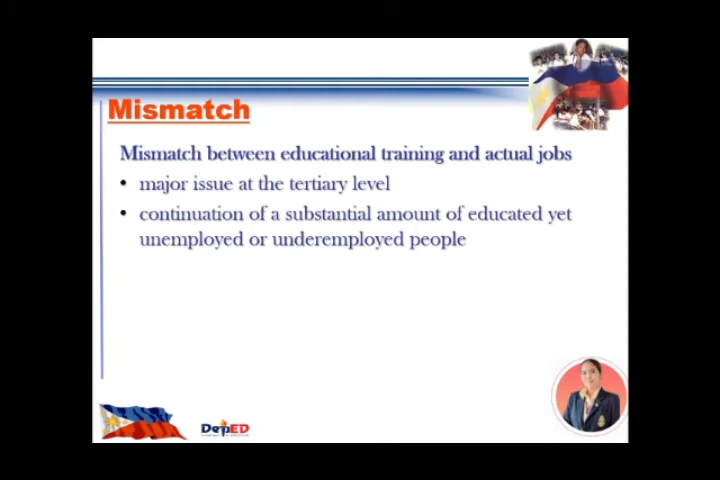 Mismatch
Mismatch between educational training and actual jobs
• major issue at the tertiary level
• continuation of a substantial amount of educated yet
unemployed or underemployed people
DepED